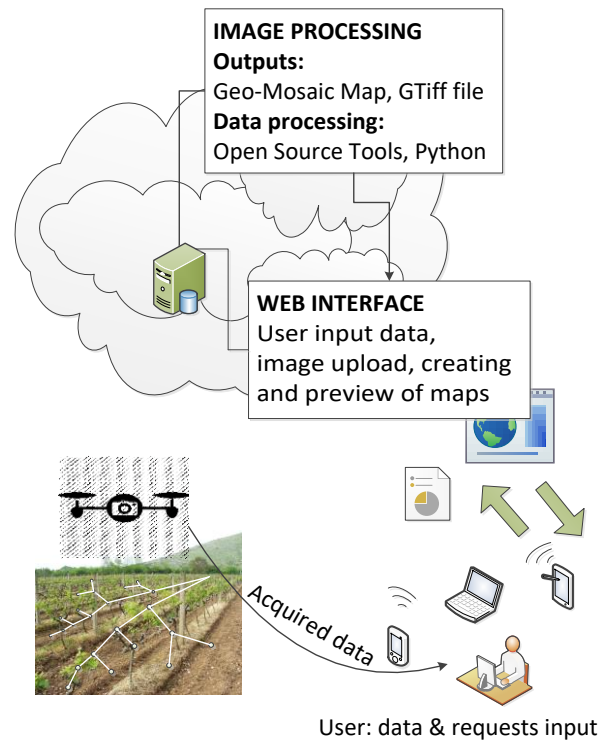 IMAGE PROCESSING
Outputs:
Geo-Mosaic Map, GTiff file
Data processing:
Open Source Tools, Python
WEB INTERFACE
User input data,
image upload, creating
and preview of maps
Acquired data
User: data & requests input